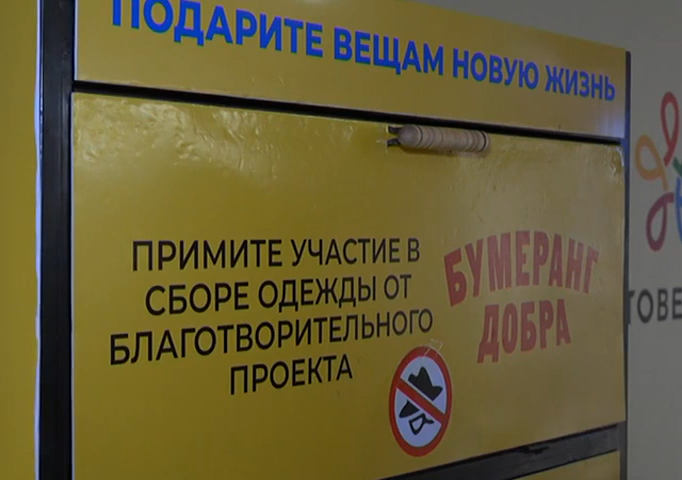 ПОДАРИТЕ ВЕЩАМ НОВУЮ ЖИЗНЬ
ПРИМИТЕ УЧАСТИЕ В
СБОРЕ ОДЕЖДЫ ОТ
БЛАГОТВОРИТЕЛЬНОГО
ПРОЕКТА
БУМЕРАНГ
ДОБРА